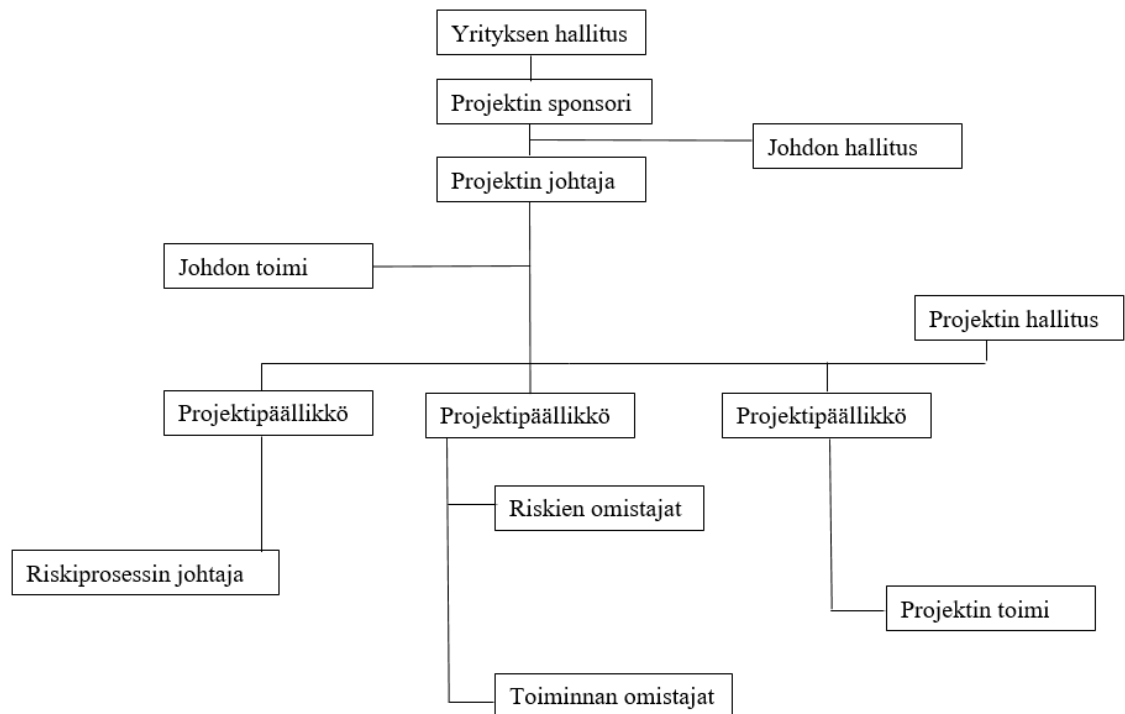 Yrityksen hallitus
Projektin sponsori
Johdon hallitus
Projektin johtaja
Johdon toimi
Projektin hallitus
Projektipäällikkö
Projektipäällikkö
Projektipäällikkö
Riskien omistajat
Riskiprosessin johtaja
Projektin toimi
Toiminnan omistajat